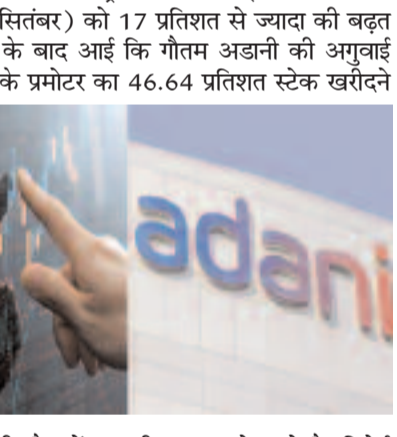 सितंबर) को 17 प्रतिशत से ज्यादा की बढ़त
के बाद आई कि गौतम अडानी की अगुवाई
के प्रमोटर का 46.64 प्रतिशत स्टेक खरीदने
adani